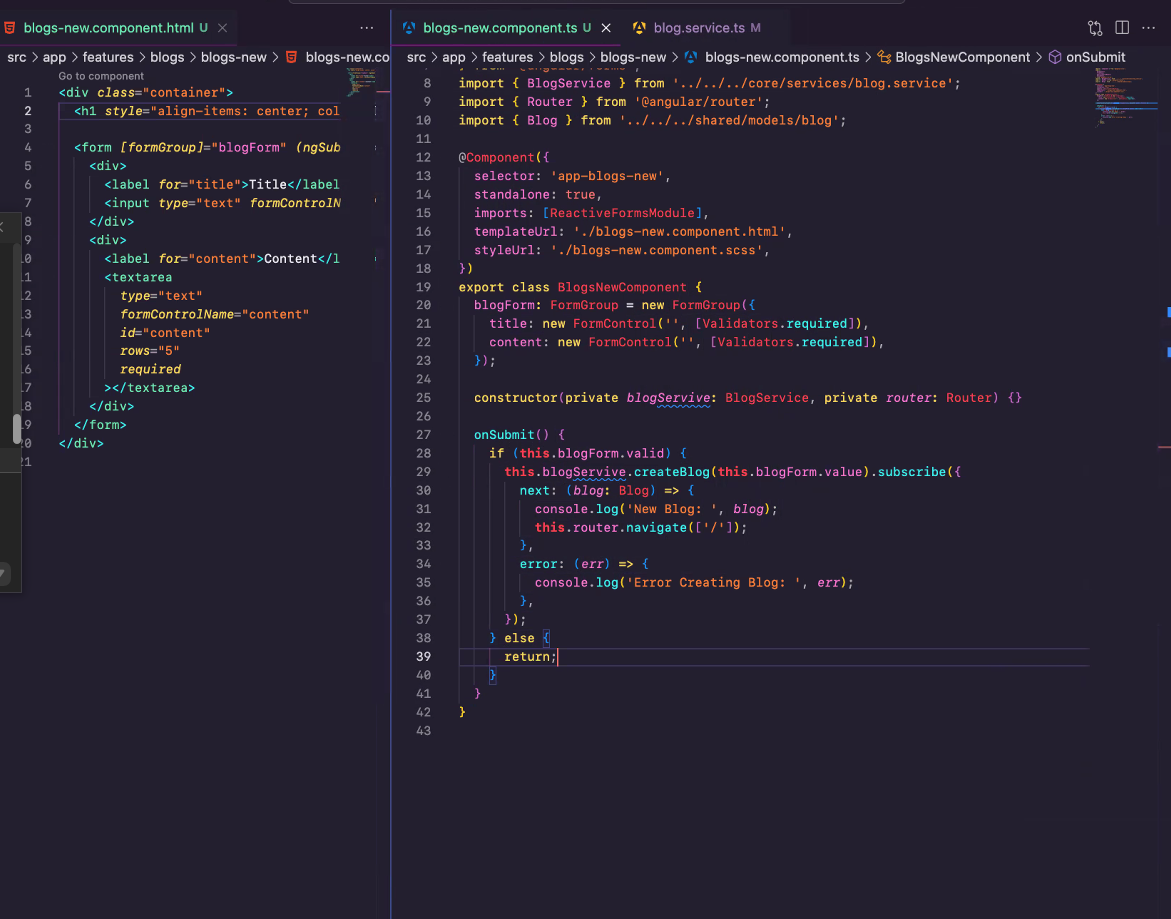 blogs-new.component.html U
src > app > features > blogs > blogs-new > blogs-new.co
Go to component
1 <div class="container">
2 <h1 style="align-items: center; col
3
4 <form [formGroup]="blogForm" (ngSub
5 <div>
6 <label for="title">Title</label
7 <input type="text" formControlN
8 </div>
9 <div>
0 <label for="content">Content</l
1 <textarea
2 type="text"
3 formControlName="content"
4 id="content"
5 rows="5"
6 required
7 ></textarea>
8 </div>
9 </form>
0 </div>
21
blogs-new.component.ts U
blog.service.ts M
src > app > features > blogs > blogs-new > blogs-new.component.ts > BlogsNewComponent > onSubmit
8 import { BlogService } from '../../../core/services/blog.service';
9 import { Router } from '@angular/router';
10 import { Blog } from '../../../shared/models/blog';
11
12 @Component({
13 selector: 'app-blogs-new',
14 standalone: true,
15 imports: [ReactiveFormsModule],
16 templateUrl: './blogs-new.component.html',
17 styleUrl: './blogs-new.component.scss',
18 })
19 export class BlogsNewComponent {
20 blogForm: FormGroup = new FormGroup({
21 title: new FormControl('', [Validators.required]),
22 content: new FormControl('', [Validators.required]),
23 });
24
25 constructor(private blogServive: BlogService, private router: Router) {}
26
27 onSubmit() {
28 if (this.blogForm.valid) {
29 this.blogServive.createBlog(this.blogForm.value).subscribe({
30 next: (blog: Blog) => {
31 console.log('New Blog: ', blog);
32 this.router.navigate(['/']);
33 },
34 error: (err) => {
35 console.log('Error Creating Blog: ', err);
36 },
37 });
38 } else {
39 return;
40 }
41 }
42 }
43